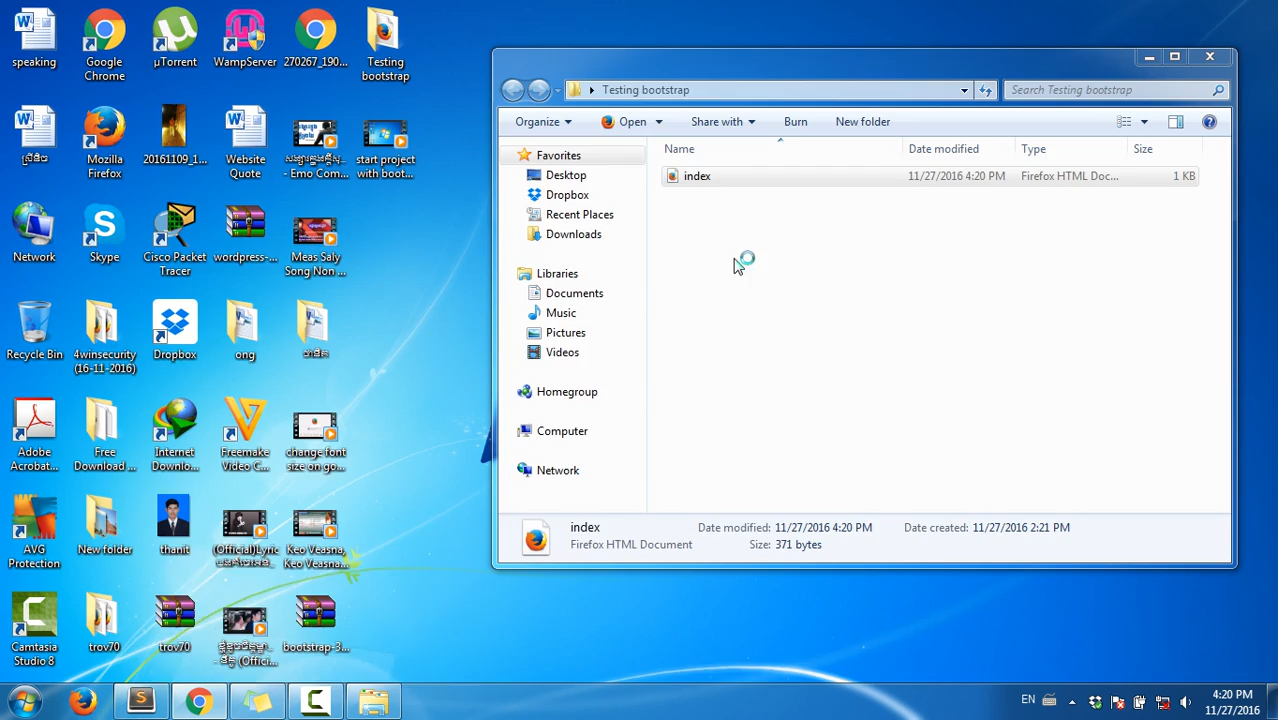 speaking
Google
Chrome
µTorrent
WampServer
270267_190...
Testing
bootstrap
Mozilla
Firefox
20161109_1...
Website
Quote
- Emo Com...
start project
with boot...
Network
Skype
Cisco Packet
Tracer
wordpress-...
Meas Saly
Song Non ...
Recycle Bin
4winsecurity
(16-11-2016)
Dropbox
ong
Adobe
Acrobat...
Free
Download ...
Internet
Downlo...
Freemake
Video C...
change font
size on go...
AVG
Protection
New folder
thanit
(Official)Lyric
Keo Veasna,
Keo Veasna...
Camtasia
Studio 8
trov70
trov70
(Offici...
bootstrap-3...
Testing bootstrap
Search Testing bootstrap
Organize
Open
Share with
Burn
New folder
Name
Date modified
Type
Size
index
11/27/2016 4:20 PM
Firefox HTML Doc...
1 KB
Favorites
Desktop
Dropbox
Recent Places
Downloads
Libraries
Documents
Music
Pictures
Videos
Homegroup
Computer
Network
index
Date modified: 11/27/2016 4:20 PM
Date created: 11/27/2016 2:21 PM
Firefox HTML Document
Size: 371 bytes
EN
4:20 PM
11/27/2016